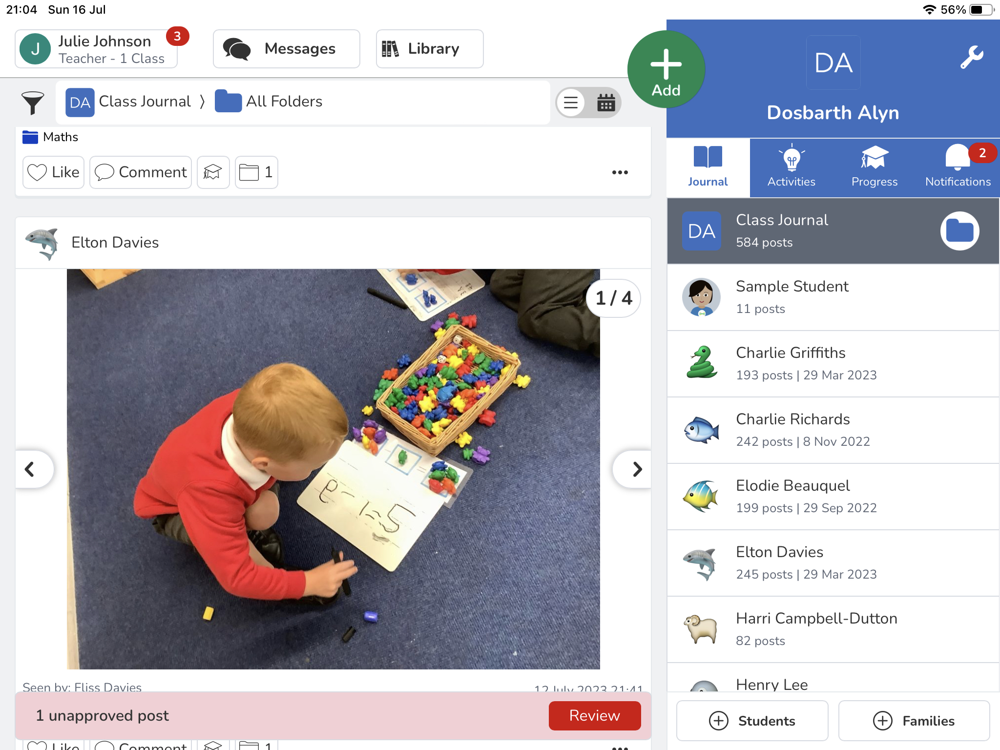 21:04 Sun 16 Jul 56%
J Julie Johnson 3
Teacher - 1 Class
Messages
Library
Add
DA
Dosbarth Alyn
DA Class Journal 〉 All Folders
Maths
Like Comment 1
Journal Activities Progress Notifications 2
Elton Davies
1 / 4
9-1=5
Seen by: Eliss Davies 12 July 2023 21:41
1 unapproved post Review
Like Comment 1
DA Class Journal
584 posts
Sample Student
11 posts
Charlie Griffiths
193 posts | 29 Mar 2023
Charlie Richards
242 posts | 8 Nov 2022
Elodie Beauquel
199 posts | 29 Sep 2022
Elton Davies
245 posts | 29 Mar 2023
Harri Campbell-Dutton
82 posts
Henry Lee
Students Families